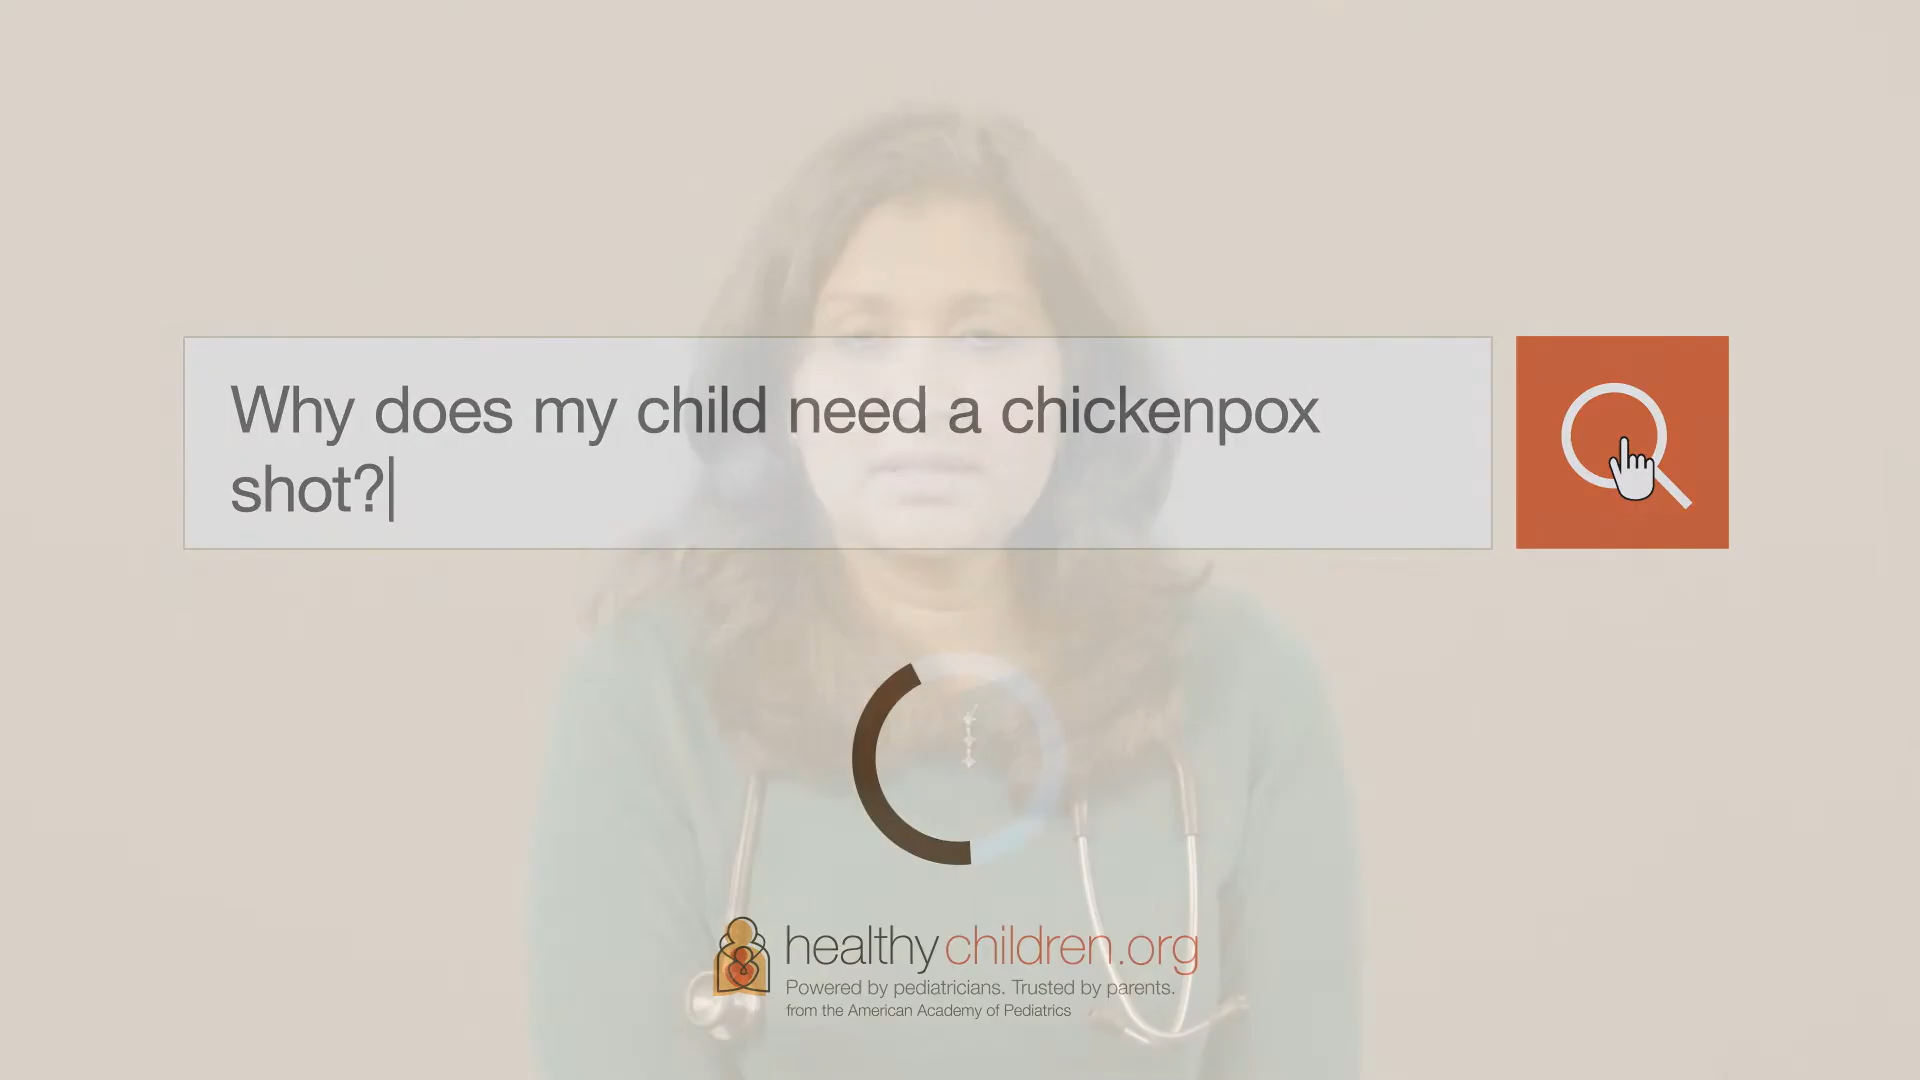 Why does my child need a chickenpox
shot?
healthychildren.org
Powered by pediatricians. Trusted by parents.
from the American Academy of Pediatrics